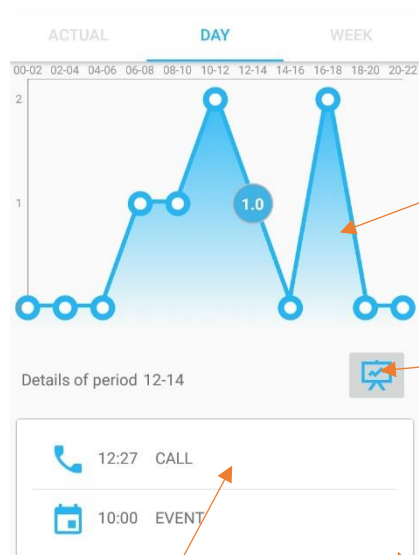 ACTUAL DAY WEEK
00-02 02-04 04-06 06-08 08-10 10-12 12-14 14-16 16-18 18-20 20-22
2
1
1.0
Details of period 12-14
12:27 CALL
10:00 EVENT